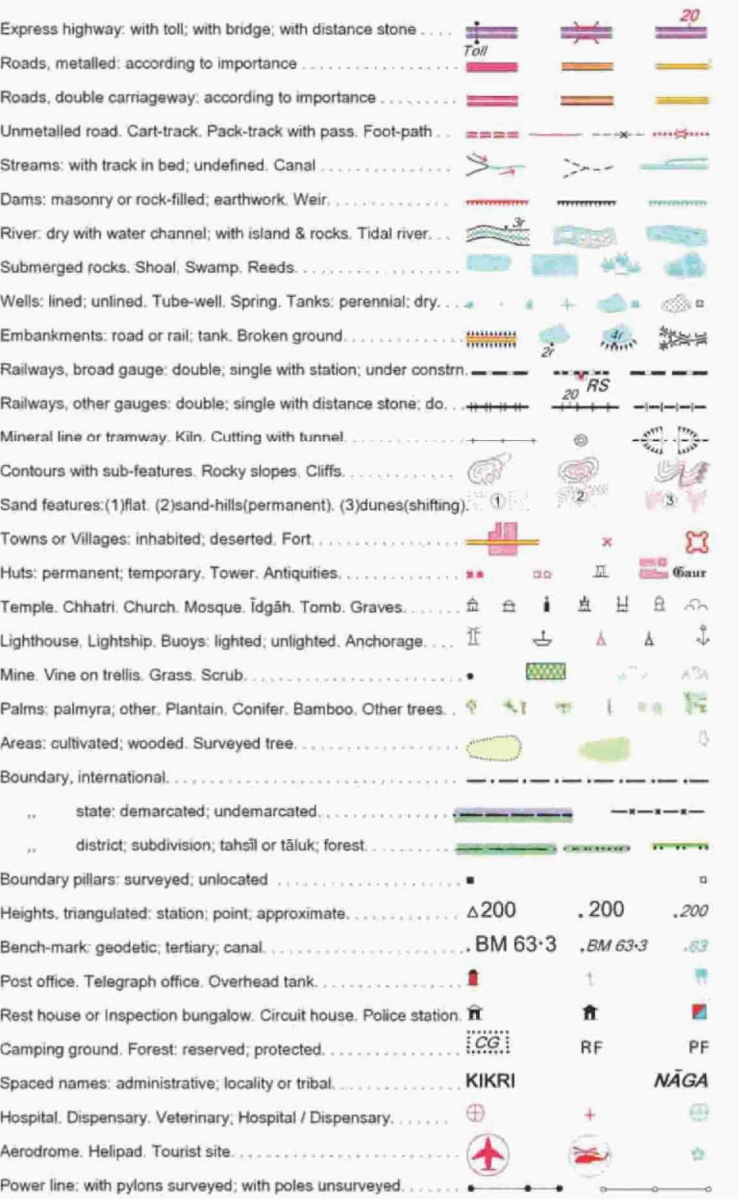 20
Express highway: with toll; with bridge; with distance stone . . . .
Toll
Roads, metalled: according to importance . . . . . . . . . . . . . . . .
Roads, double carriageway: according to importance . . . . . . . . .
Unmetalled road. Cart-track. Pack-track with pass. Foot-path . . .
Streams: with track in bed; undefined. Canal . . . . . . . . . . . . . . .
Dams: masonry or rock-filled; earthwork. Weir. . . . . . . . . . . . . .
River: dry with water channel; with island & rocks. Tidal river. . . 3r
Submerged rocks. Shoal. Swamp. Reeds. . . . . . . . . . . . . . . . . .
Wells: lined; unlined. Tube-well. Spring. Tanks: perennial; dry. . .
Embankments: road or rail; tank. Broken ground. . . . . . . . . . . . 2r 4r
Railways, broad gauge: double; single with station; under constrn. RS
Railways, other gauges: double; single with distance stone; do. . . 20
Mineral line or tramway. Kiln. Cutting with tunnel. . . . . . . . . . . .
Contours with sub-features. Rocky slopes. Cliffs. . . . . . . . . . . .
Sand features:(1)flat. (2)sand-hills(permanent). (3)dunes(shifting). 1 2 3
Towns or Villages: inhabited; deserted. Fort. . . . . . . . . . . . . . .
Huts: permanent; temporary. Tower. Antiquities. . . . . . . . . . . . . Gaur
Temple. Chhatri. Church. Mosque. Īdgāh. Tomb. Graves. . . . . .
Lighthouse. Lightship. Buoys: lighted; unlighted. Anchorage. . . .
Mine. Vine on trellis. Grass. Scrub. . . . . . . . . . . . . . . . . . . . . .
Palms: palmyra; other. Plantain. Conifer. Bamboo. Other trees. . .
Areas: cultivated; wooded. Surveyed tree. . . . . . . . . . . . . . . . .
Boundary, international. . . . . . . . . . . . . . . . . . . . . . . . . . . . . .
,, state: demarcated; undemarcated. . . . . . . . . . . . . . .
,, district; subdivision; tahsīl or tāluk; forest. . . . . . . . . .
Boundary pillars: surveyed; unlocated . . . . . . . . . . . . . . . . . . .
Heights, triangulated: station; point; approximate. . . . . . . . . . . △200 .200 .200
Bench-mark: geodetic; tertiary; canal. . . . . . . . . . . . . . . . . . . . .BM 63·3 .BM 63·3 .63
Post office. Telegraph office. Overhead tank. . . . . . . . . . . . . . .
Rest house or Inspection bungalow. Circuit house. Police station.
Camping ground. Forest: reserved; protected. . . . . . . . . . . . . . CG RF PF
Spaced names: administrative; locality or tribal. . . . . . . . . . . . . KIKRI NĀGA
Hospital. Dispensary. Veterinary; Hospital / Dispensary. . . . . . .
Aerodrome. Helipad. Tourist site. . . . . . . . . . . . . . . . . . . . . . .
Power line: with pylons surveyed; with poles unsurveyed. . . . . .